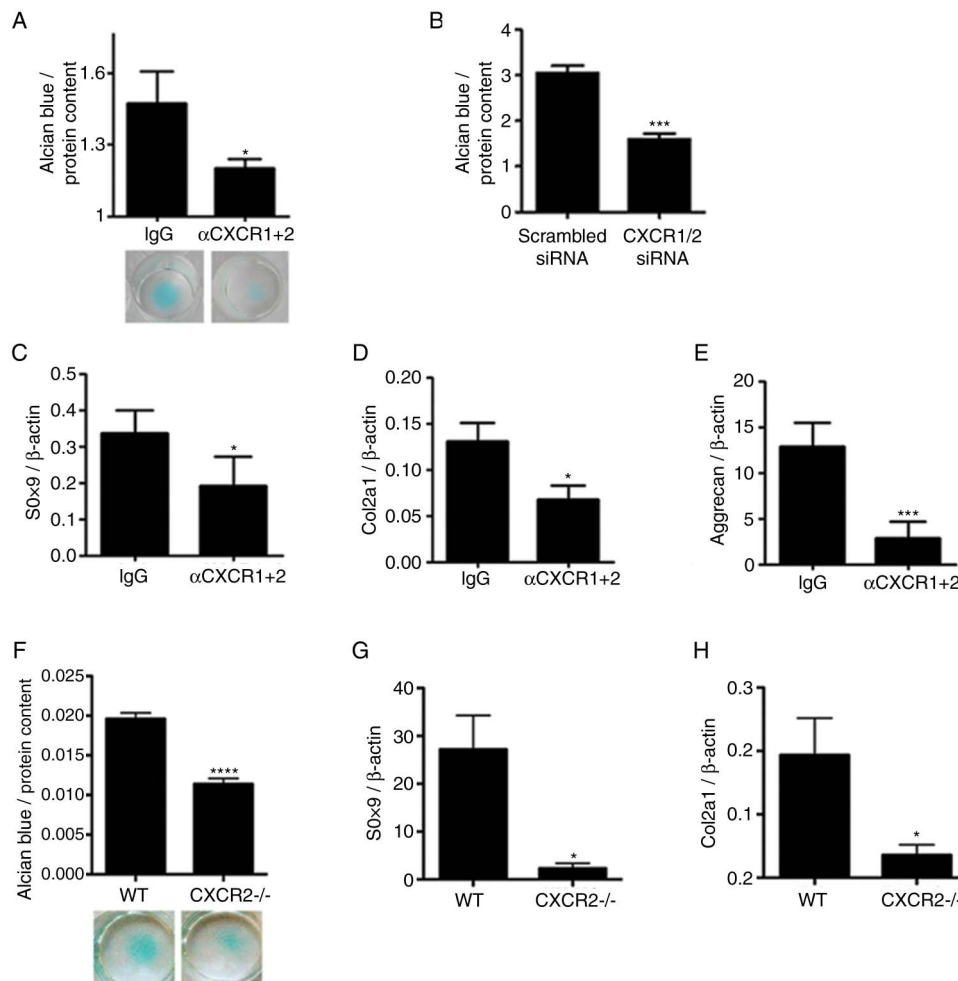 A
Alcian blue /
protein content
1.6
1.3
1
*
IgG
αCXCR1+2
B
Alcian blue /
protein content
4
3
2
1
0
***
Scrambled
siRNA
CXCR1/2
siRNA
C
S0×9 / β-actin
0.5
0.4
0.3
0.2
0.1
0.0
*
IgG
αCXCR1+2
D
Col2a1 / β-actin
0.20
0.15
0.10
0.05
0.00
*
IgG
αCXCR1+2
E
Aggrecan / β-actin
20
15
10
5
0
***
IgG
αCXCR1+2
F
Alcian blue / protein content
0.025
0.020
0.015
0.010
0.005
0.000
****
WT
CXCR2-/-
G
S0×9 / β-actin
40
30
20
10
0
*
WT
CXCR2-/-
H
Col2a1 / β-actin
0.3
0.2
0.1
0.2
*
WT
CXCR2-/-